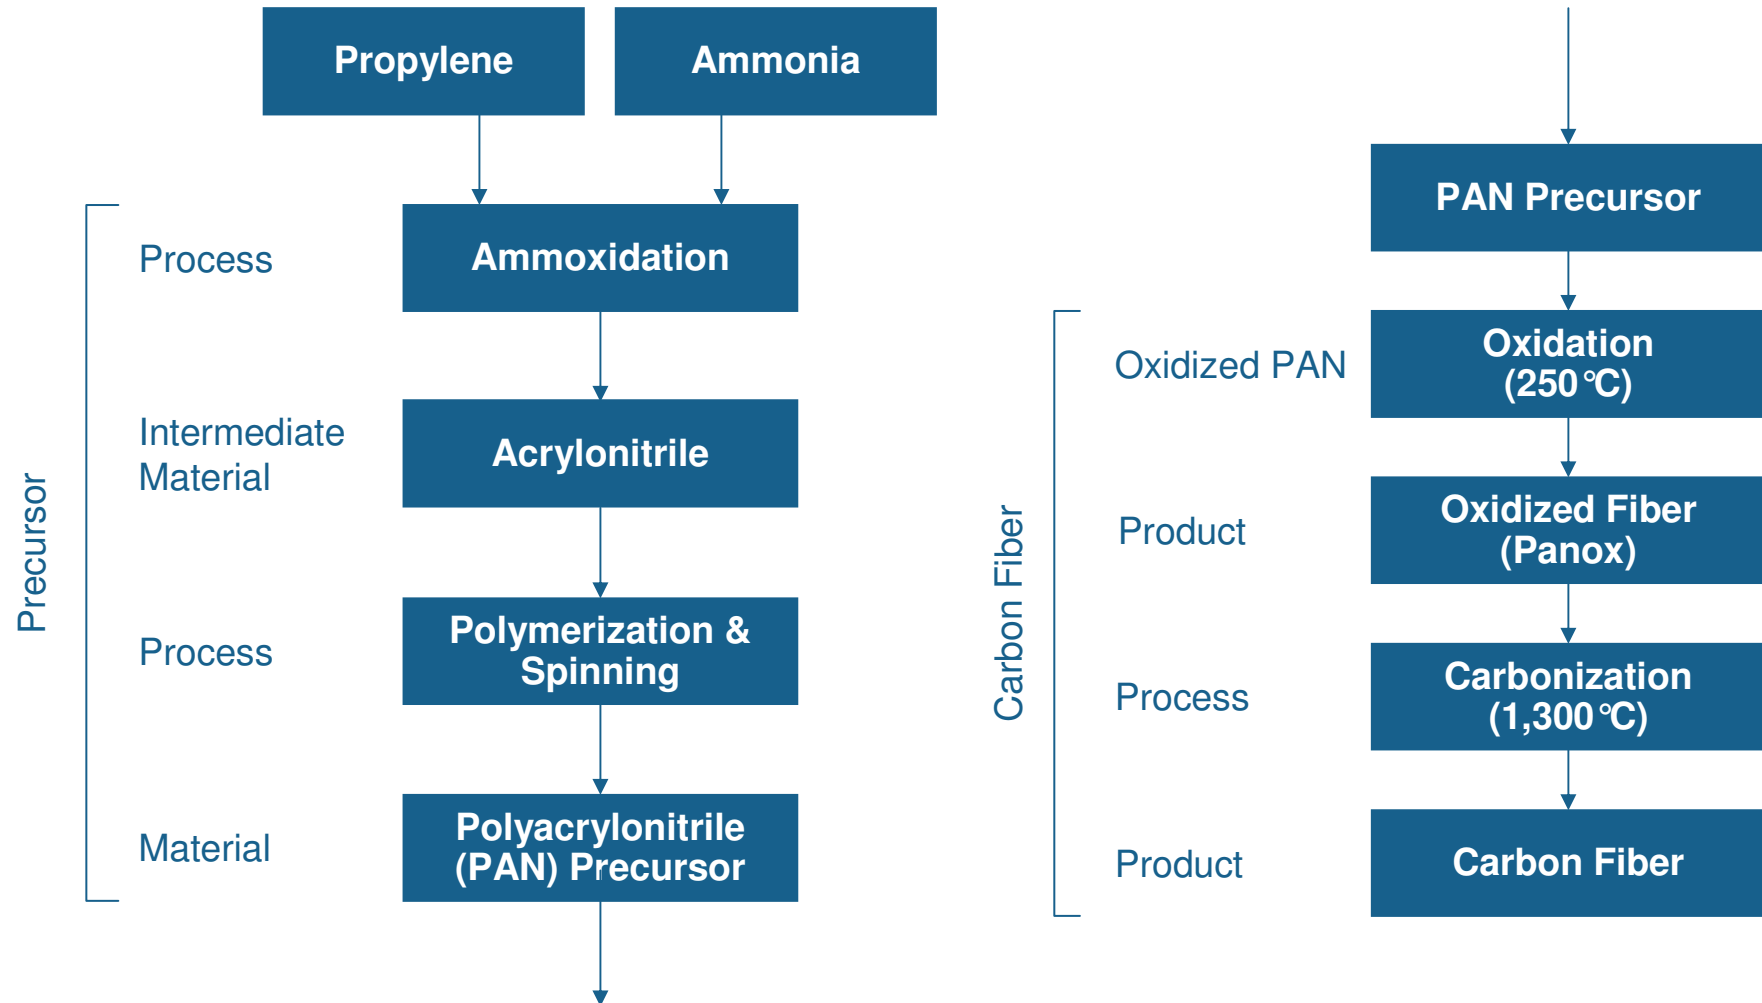 Propylene
Ammonia
Precursor
Process
Ammoxidation
Intermediate
Material
Acrylonitrile
Process
Polymerization &
Spinning
Material
Polyacrylonitrile
(PAN) Precursor
PAN Precursor
Carbon Fiber
Oxidized PAN
Oxidation
(250°C)
Product
Oxidized Fiber
(Panox)
Process
Carbonization
(1,300°C)
Product
Carbon Fiber